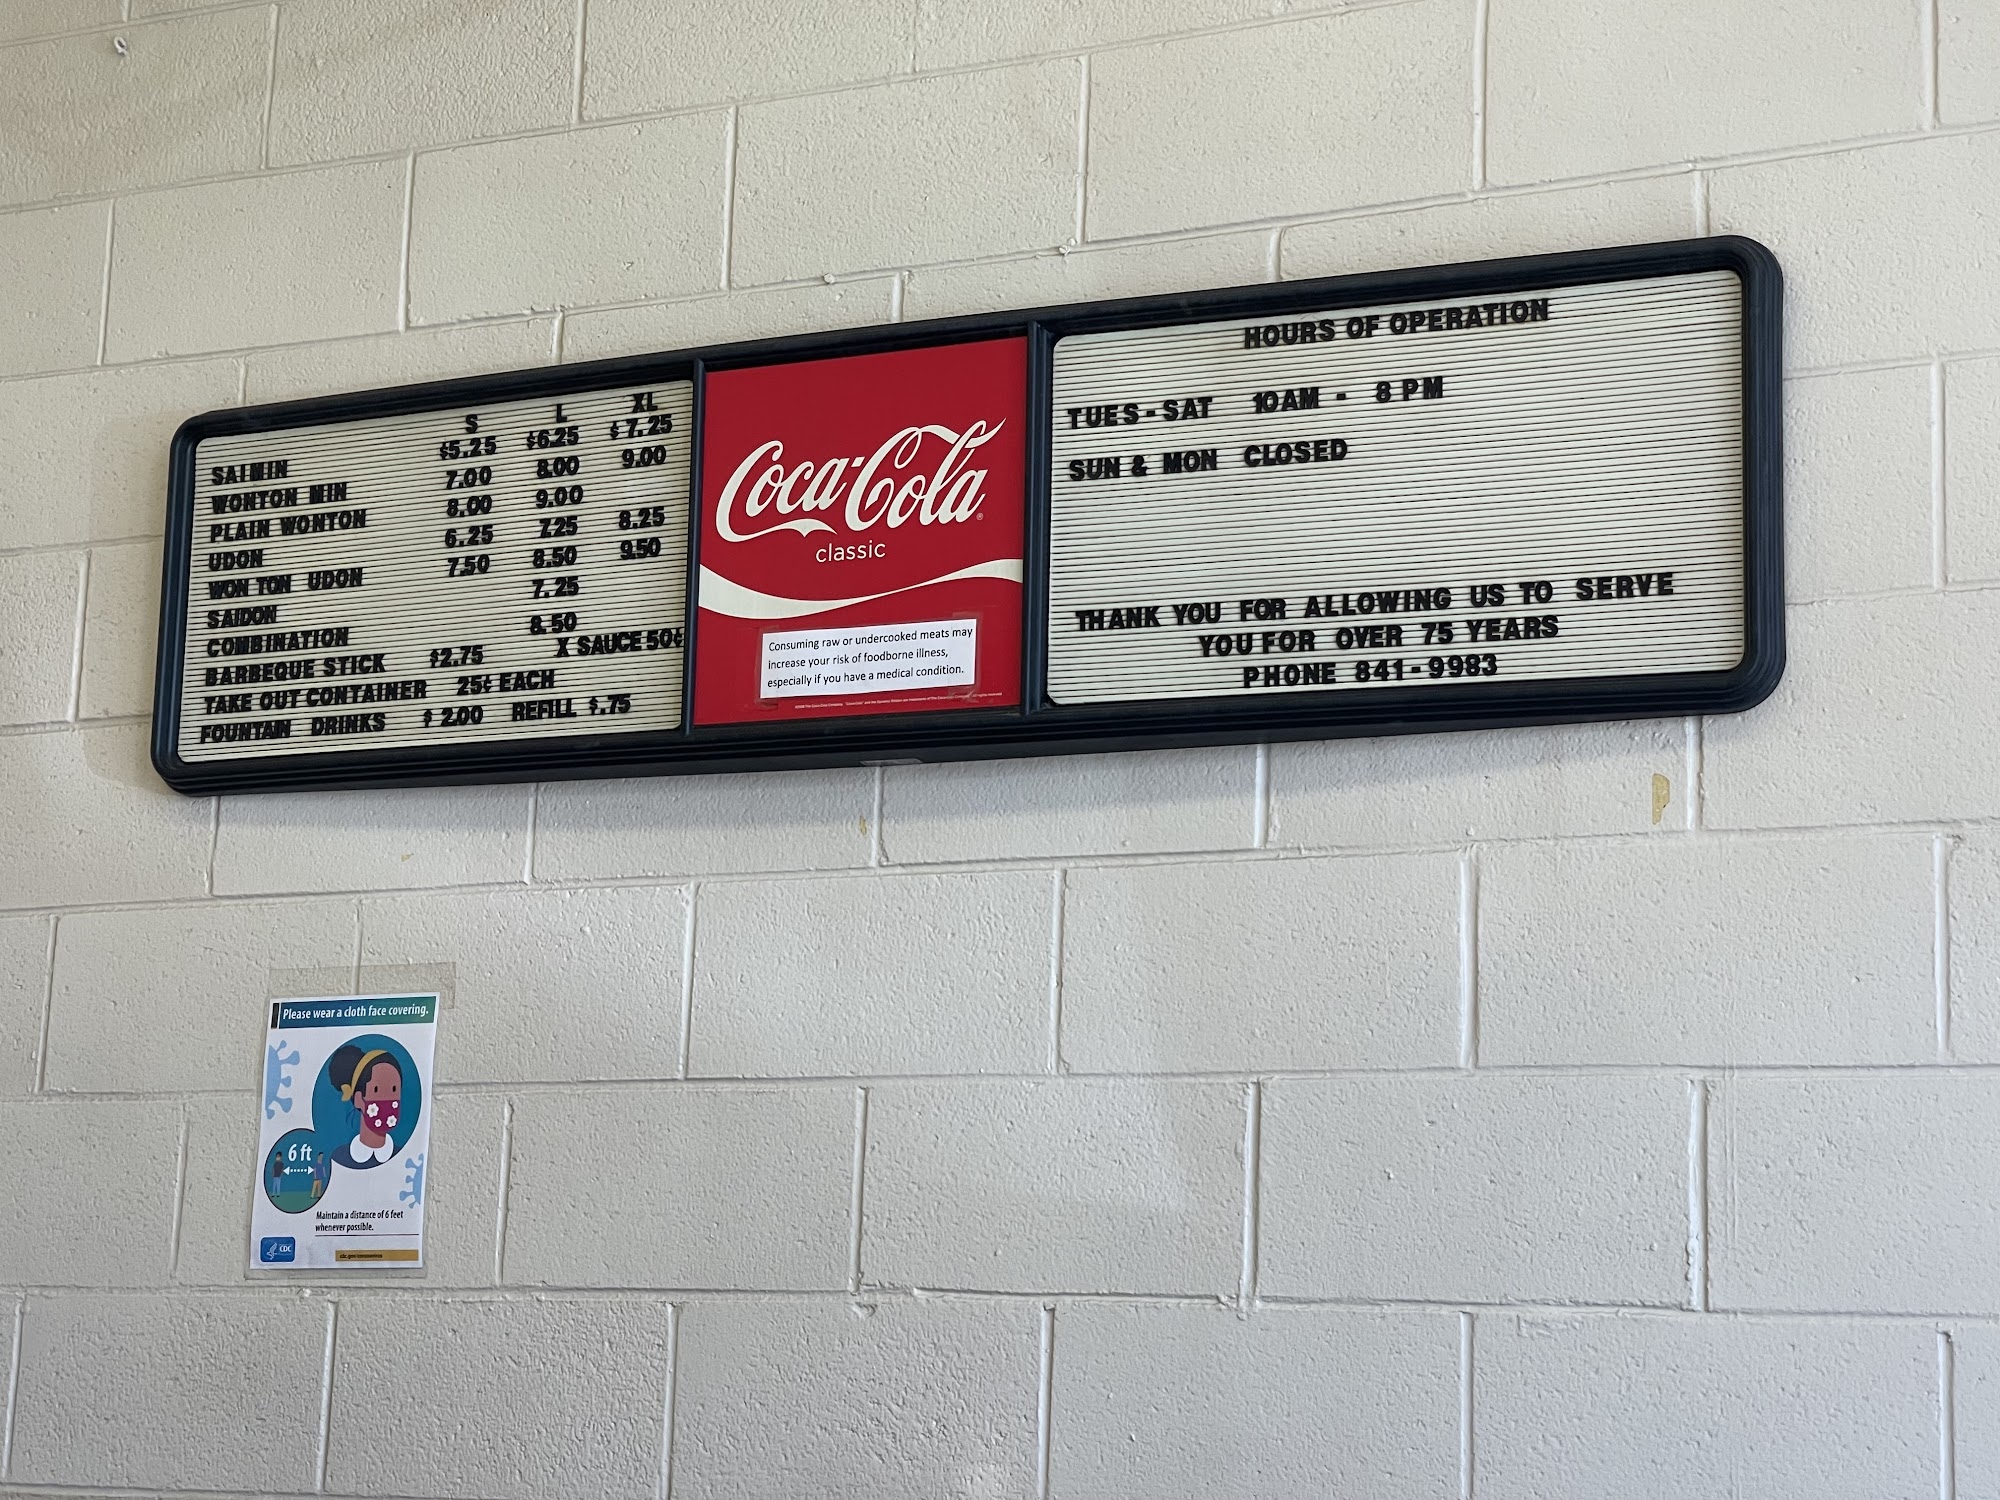 S L XL
SAIMIN $5.25 $6.25 $7.25
WONTON MIN 7.00 8.00 9.00
PLAIN WONTON 8.00 9.00
UDON 6.25 7.25 8.25
WON TON UDON 7.50 8.50 9.50
SAIDON 7.25
COMBINATION 8.50
BARBEQUE STICK $2.75 X SAUCE 50¢
TAKE OUT CONTAINER 25¢ EACH
FOUNTAIN DRINKS $2.00 REFILL $.75
Coca-Cola
classic
Consuming raw or undercooked meats may
increase your risk of foodborne illness,
especially if you have a medical condition.
HOURS OF OPERATION
TUES-SAT 10AM - 8 PM
SUN & MON CLOSED
THANK YOU FOR ALLOWING US TO SERVE
YOU FOR OVER 75 YEARS
PHONE 841-9983
Please wear a cloth face covering.
6 ft
Maintain a distance of 6 feet
whenever possible.
CDC
cdc.gov/coronavirus